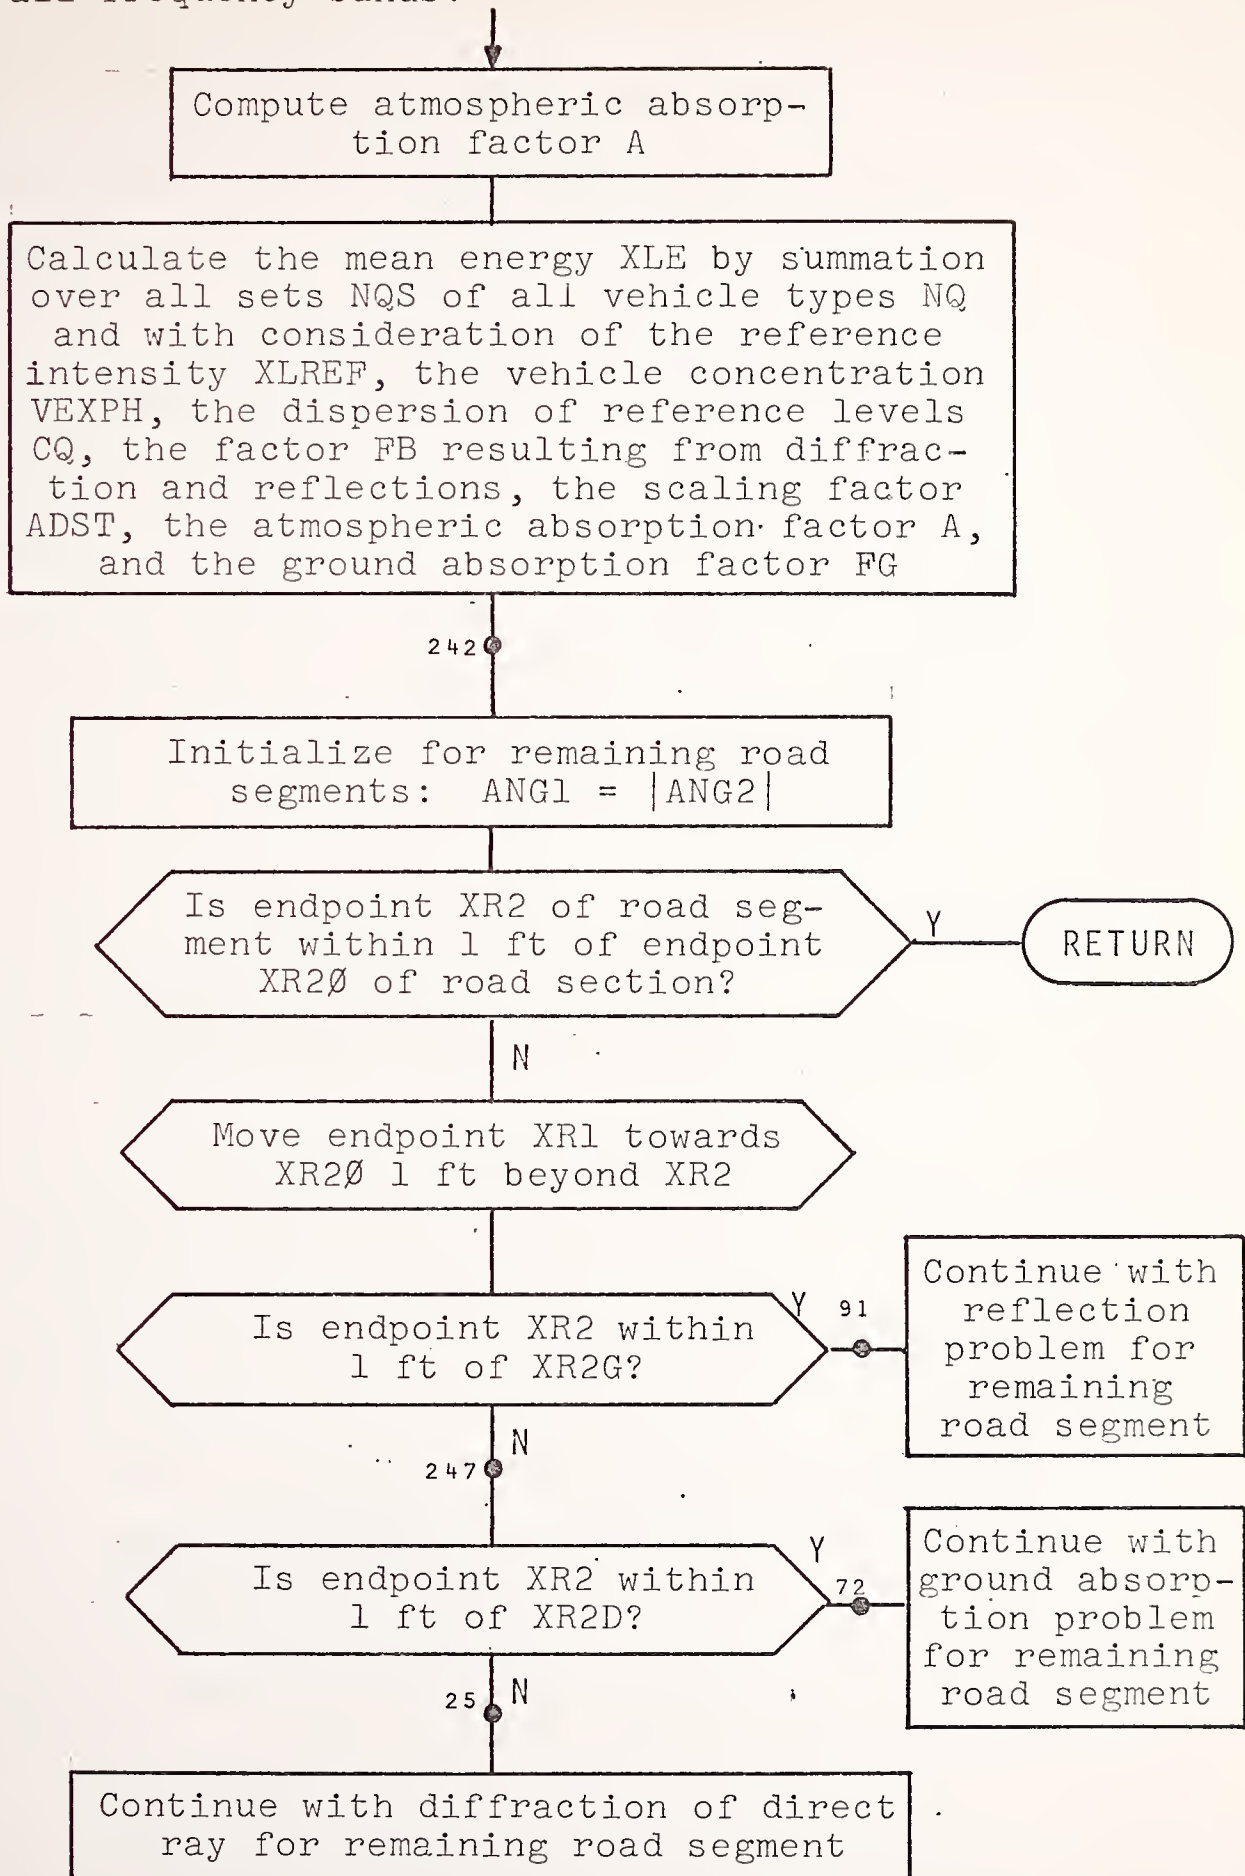 all frequency bands.
Compute atmospheric absorp-
tion factor A
Calculate the mean energy XLE by summation
over all sets NQS of all vehicle types NQ
and with consideration of the reference
intensity XLREF, the vehicle concentration
VEXPH, the dispersion of reference levels
CQ, the factor FB resulting from diffrac-
tion and reflections, the scaling factor
ADST, the atmospheric absorption factor A,
and the ground absorption factor FG
242
Initialize for remaining road
segments: ANG1 = |ANG2|
Is endpoint XR2 of road seg-
ment within 1 ft of endpoint
XR2Ø of road section?
Y
RETURN
N
Move endpoint XR1 towards
XR2Ø 1 ft beyond XR2
Is endpoint XR2 within
1 ft of XR2G?
Y 91
Continue with
reflection
problem for
remaining
road segment
N
247
Is endpoint XR2 within
1 ft of XR2D?
Y
72
Continue with
ground absorp-
tion problem
for remaining
road segment
25 N
Continue with diffraction of direct
ray for remaining road segment